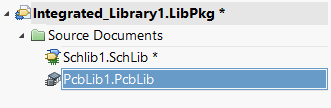 Integrated_Library1.LibPkg *
Source Documents
Schlib1.SchLib *
PcbLib1.PcbLib